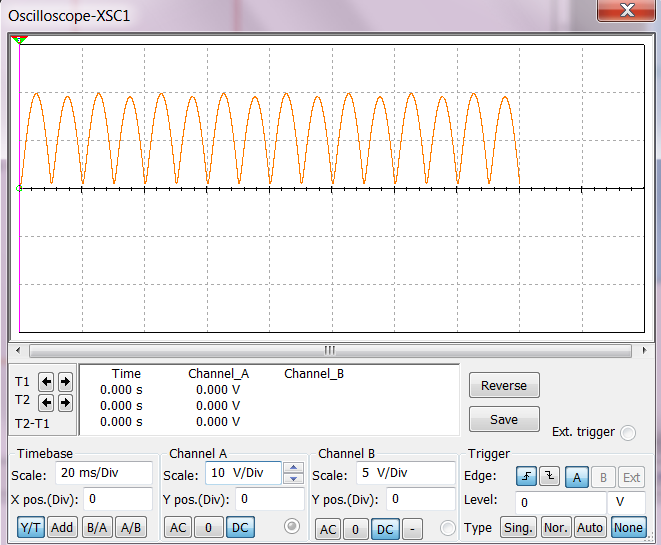 Oscilloscope-XSC1
Time Channel_A Channel_B
T1 0.000 s 0.000 V
T2 0.000 s 0.000 V
T2-T1 0.000 s 0.000 V
Reverse
Save
Ext. trigger
Timebase Channel A Channel B Trigger
Scale: 20 ms/Div Scale: 10 V/Div Scale: 5 V/Div Edge: A B Ext
X pos.(Div): 0 Y pos.(Div): 0 Y pos.(Div): 0 Level: 0 V
Y/T Add B/A A/B AC 0 DC AC 0 DC - Type Sing. Nor. Auto None